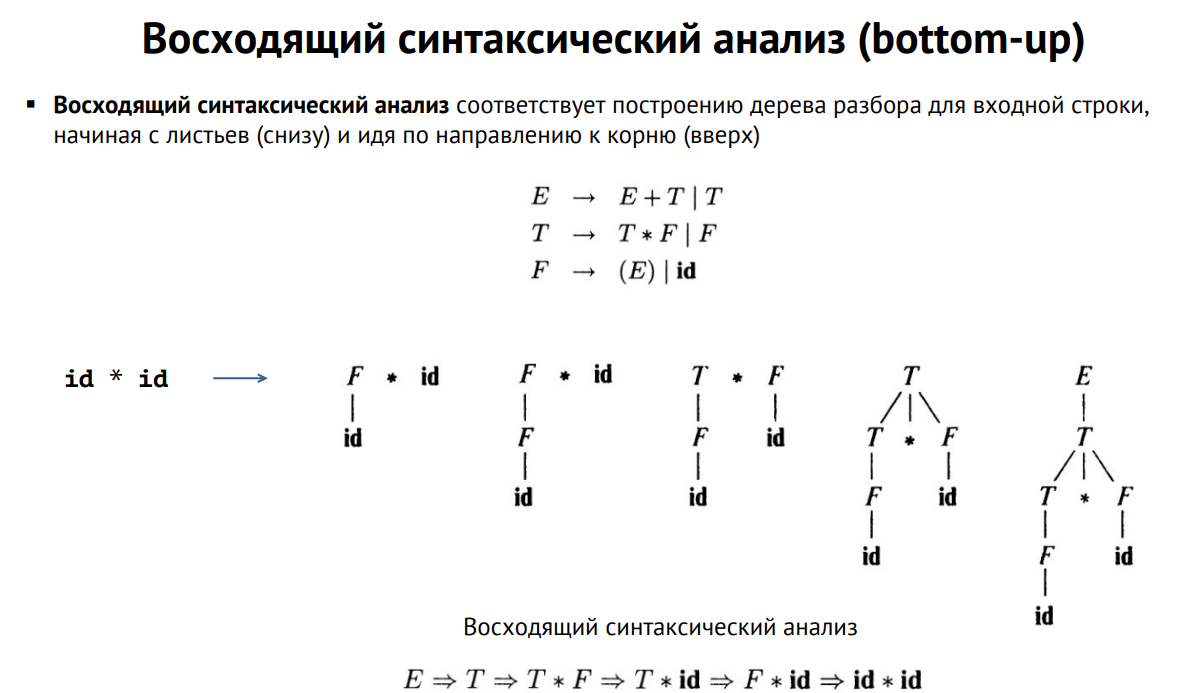 Восходящий синтаксический анализ (bottom-up)
▪ Восходящий синтаксический анализ соответствует построению дерева разбора для входной строки,
начиная с листьев (снизу) и идя по направлению к корню (вверх)
E → E + T | T
T → T * F | F
F → (E) | id
id * id → F * id F * id T * F T E
id F F id T * F T
id id F id T * F
id F id
id
Восходящий синтаксический анализ
E ⇒ T ⇒ T * F ⇒ T * id ⇒ F * id ⇒ id * id